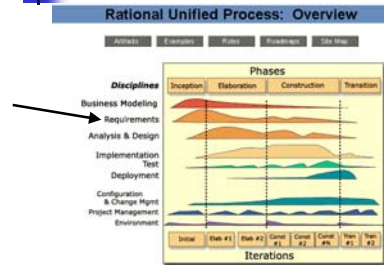 Rational Unified Process: Overview
Artifacts Examples Roles Roadmaps Site Map
Phases
Disciplines Inception Elaboration Construction Transition
Business Modeling
Requirements
Analysis & Design
Implementation
Test
Deployment
Configuration
& Change Mgmt
Project Management
Environment
Initial Elab #1 Elab #2 Const #1 Const #2 Const #N Tran #1 Tran #2
Iterations